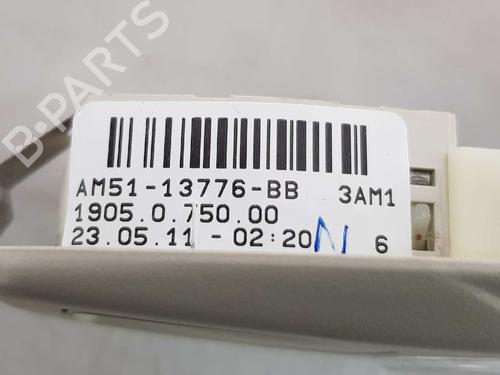 B-PARTS
AM51-13776-BB 3AM1
1905.0.750.00
23.05.11 - 02:20 N 6